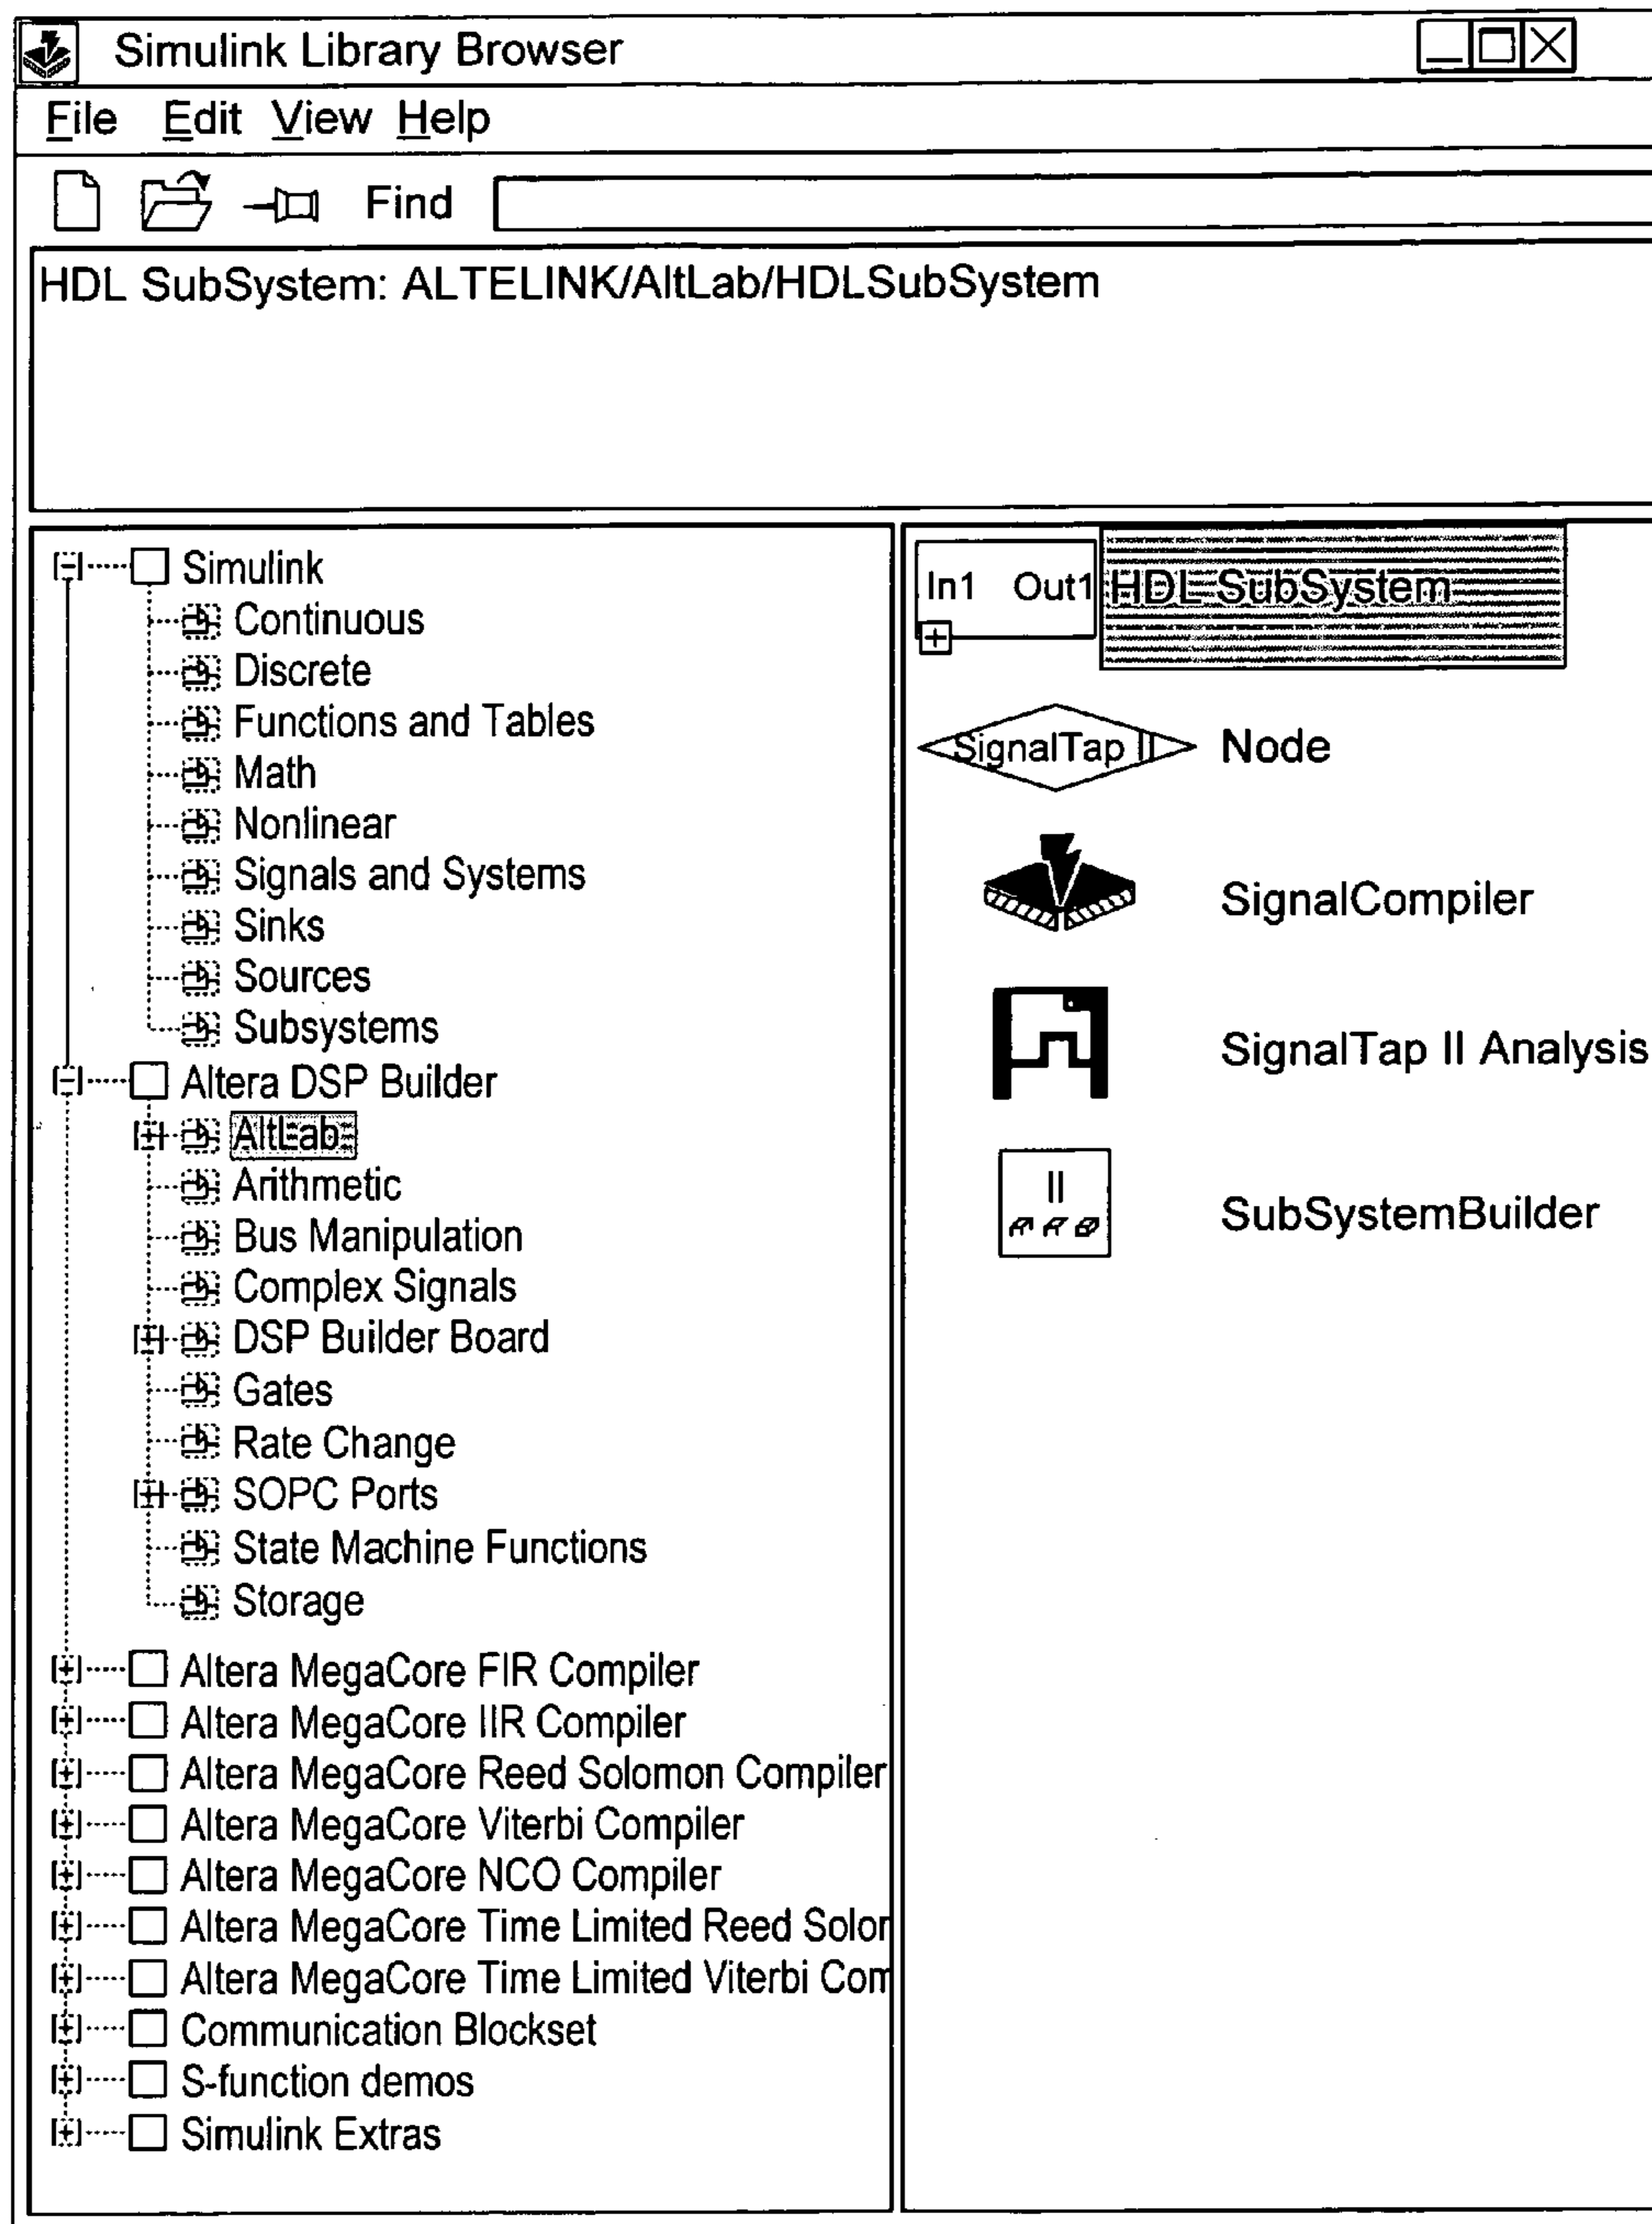 Simulink Library Browser
File Edit View Help
Find
HDL SubSystem: ALTELINK/AltLab/HDLSubSystem
Simulink
Continuous
Discrete
Functions and Tables
Math
Nonlinear
Signals and Systems
Sinks
Sources
Subsystems
Altera DSP Builder
AltLab
Arithmetic
Bus Manipulation
Complex Signals
DSP Builder Board
Gates
Rate Change
SOPC Ports
State Machine Functions
Storage
Altera MegaCore FIR Compiler
Altera MegaCore IIR Compiler
Altera MegaCore Reed Solomon Compiler
Altera MegaCore Viterbi Compiler
Altera MegaCore NCO Compiler
Altera MegaCore Time Limited Reed Solor
Altera MegaCore Time Limited Viterbi Com
Communication Blockset
S-function demos
Simulink Extras
In1 Out1 HDL SubSystem
SignalTap II Node
SignalCompiler
SignalTap II Analysis
II
SubSystemBuilder